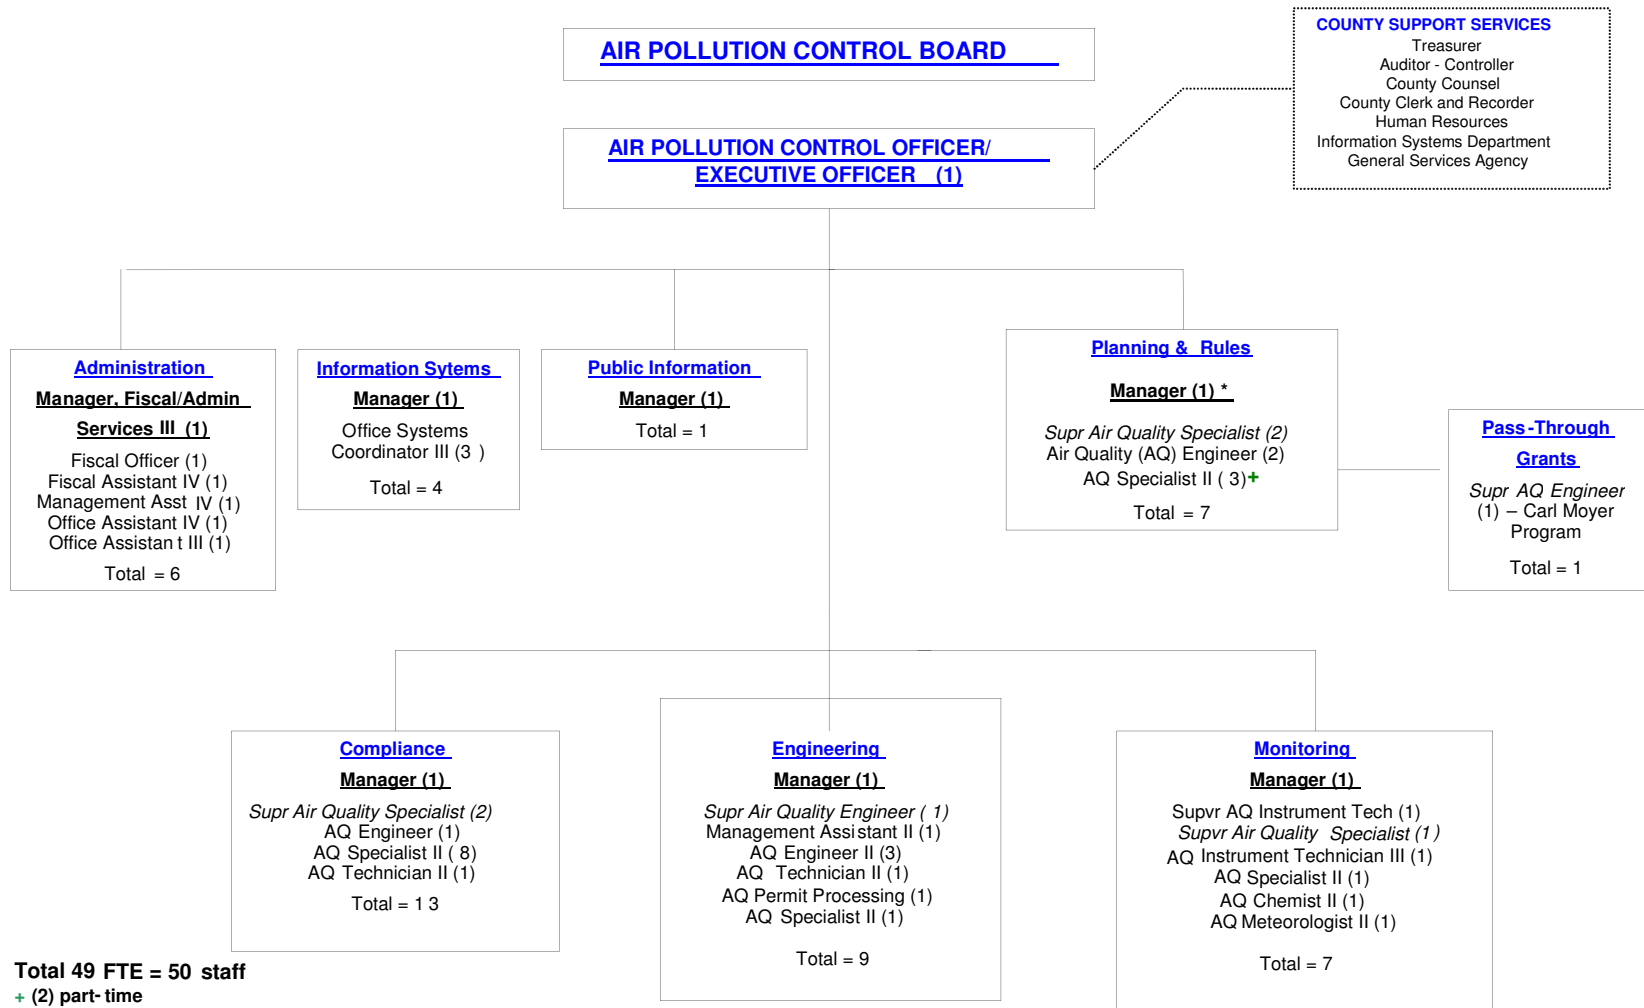 AIR POLLUTION CONTROL BOARD
COUNTY SUPPORT SERVICES
Treasurer
Auditor - Controller
County Counsel
County Clerk and Recorder
Human Resources
Information Systems Department
General Services Agency
AIR POLLUTION CONTROL OFFICER/
EXECUTIVE OFFICER (1)
Administration
Manager, Fiscal/Admin
Services III (1)
Fiscal Officer (1)
Fiscal Assistant IV (1)
Management Asst IV (1)
Office Assistant IV (1)
Office Assistan t III (1)
Total = 6
Information Sytems
Manager (1)
Office Systems
Coordinator III (3 )
Total = 4
Public Information
Manager (1)
Total = 1
Planning & Rules
Manager (1) *
Supr Air Quality Specialist (2)
Air Quality (AQ) Engineer (2)
AQ Specialist II ( 3)+
Total = 7
Pass-Through
Grants
Supr AQ Engineer
(1) – Carl Moyer
Program
Total = 1
Compliance
Manager (1)
Supr Air Quality Specialist (2)
AQ Engineer (1)
AQ Specialist II ( 8)
AQ Technician II (1)
Total = 1 3
Engineering
Manager (1)
Supr Air Quality Engineer ( 1)
Management Assistant II (1)
AQ Engineer II (3)
AQ Technician II (1)
AQ Permit Processing (1)
AQ Specialist II (1)
Total = 9
Monitoring
Manager (1)
Supvr AQ Instrument Tech (1)
Supvr Air Quality Specialist (1)
AQ Instrument Technician III (1)
AQ Specialist II (1)
AQ Chemist II (1)
AQ Meteorologist II (1)
Total = 7
Total 49 FTE = 50 staff
+ (2) part- time